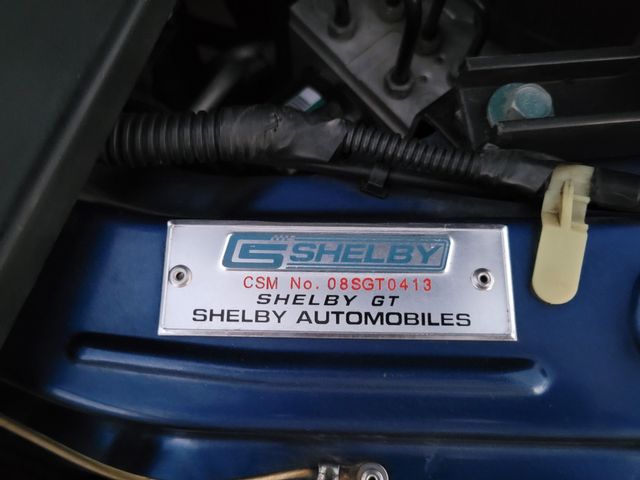 CS SHELBY
CSM No. 08SGT0413
SHELBY GT
SHELBY AUTOMOBILES